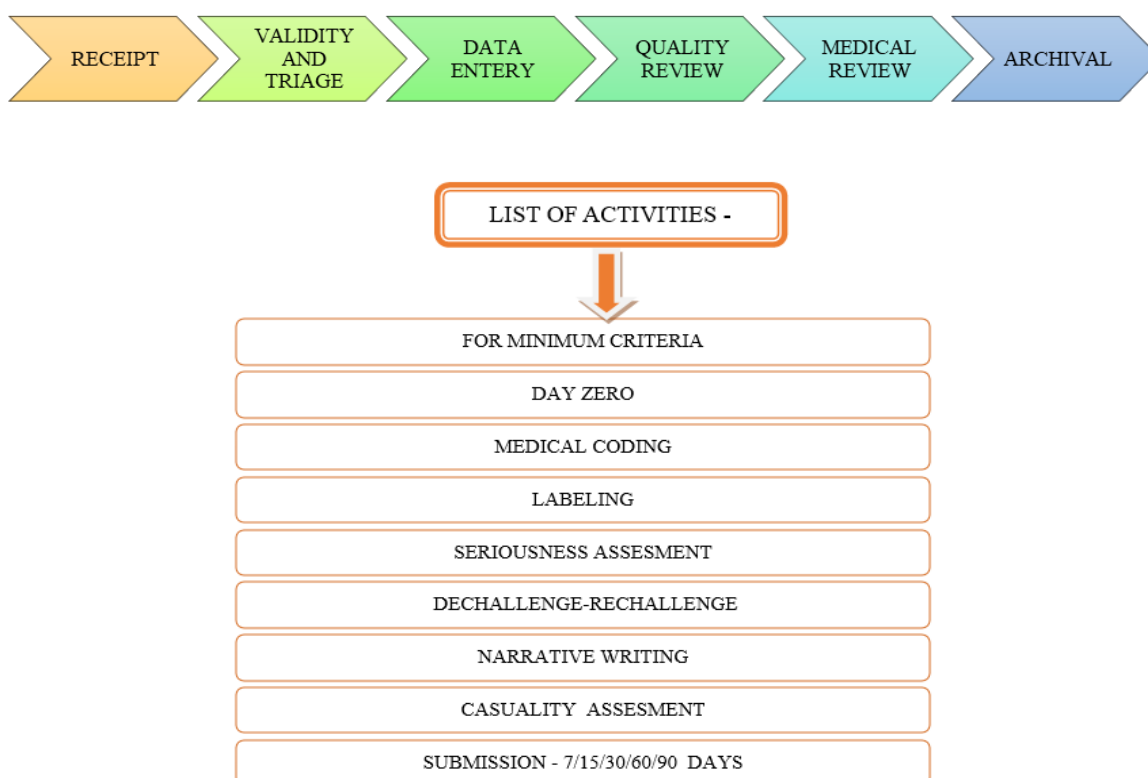 RECEIPT
VALIDITY
AND
TRIAGE
DATA
ENTERY
QUALITY
REVIEW
MEDICAL
REVIEW
ARCHIVAL
LIST OF ACTIVITIES -
FOR MINIMUM CRITERIA
DAY ZERO
MEDICAL CODING
LABELING
SERIOUSNESS ASSESMENT
DECHALLENGE-RECHALLENGE
NARRATIVE WRITING
CASUALITY ASSESMENT
SUBMISSION - 7/15/30/60/90 DAYS